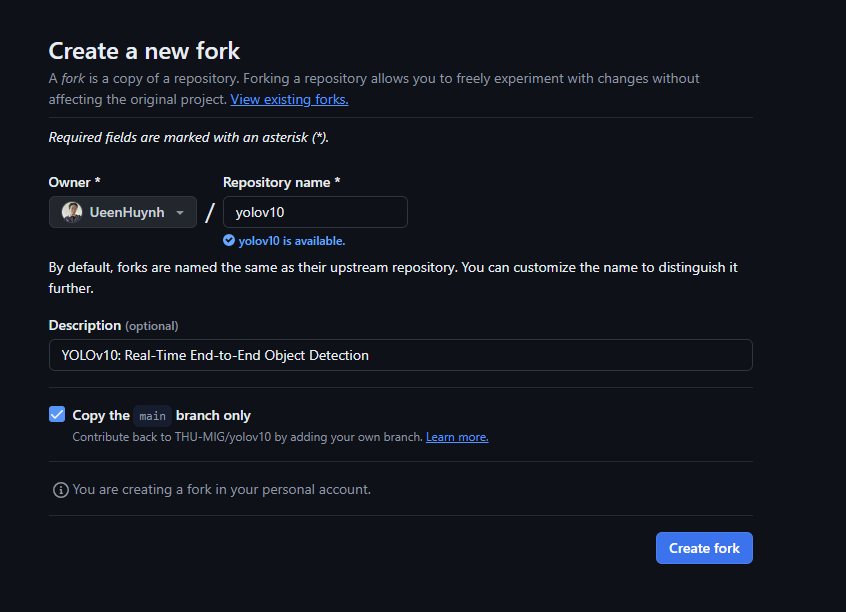 Create a new fork
A fork is a copy of a repository. Forking a repository allows you to freely experiment with changes without
affecting the original project. View existing forks.
Required fields are marked with an asterisk (*).
Owner *
Repository name *
UeenHuynh
/
yolov10
yolov10 is available.
By default, forks are named the same as their upstream repository. You can customize the name to distinguish it
further.
Description (optional)
YOLOv10: Real-Time End-to-End Object Detection
Copy the main branch only
Contribute back to THU-MIG/yolov10 by adding your own branch. Learn more.
You are creating a fork in your personal account.
Create fork